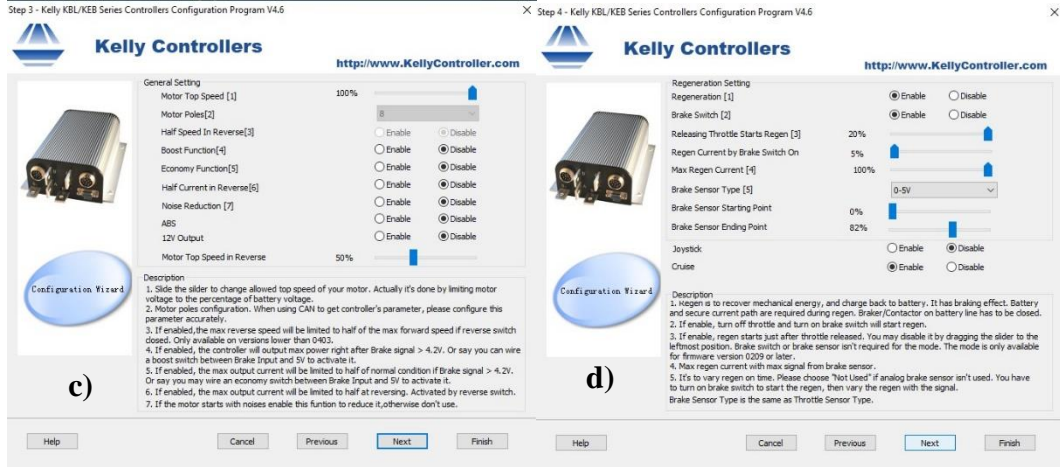 Step 3 - Kelly KBL/KEB Series Controllers Configuration Program V4.6
Kelly Controllers
http://www.KellyController.com
General Setting
Motor Top Speed [1] 100%
Motor Poles[2] 8
Half Speed In Reverse[3] Enable Disable
Boost Function[4] Enable Disable
Economy Function[5] Enable Disable
Half Current in Reverse[6] Enable Disable
Noise Reduction [7] Enable Disable
ABS Enable Disable
12V Output Enable Disable
Motor Top Speed in Reverse 50%
Configuration Wizard
Description
1. Slide the silder to change allowed top speed of your motor. Actually it's done by limiting motor
voltage to the percentage of battery voltage.
2. Motor poles configuration. When using CAN to get controller's parameter, please configure this
parameter accurately.
3. If enabled,the max reverse speed will be limited to half of the max forward speed if reverse switch
closed. Only available on versions lower than 0403.
4. If enabled, the controller will output max power right after Brake signal > 4.2V. Or say you can wire
a boost switch between Brake Input and 5V to activate it.
5. If enabled, the max output current will be limited to half of normal condition if Brake signal > 4.2V.
Or say you may wire an economy switch between Brake Input and 5V to activate it.
6. If enabled, the max output current will be limited to half at reversing. Activated by reverse switch.
7. If the motor starts with noises enable this funtion to reduce it,otherwise don't use.
c)
Help Cancel Previous Next Finish
Step 4 - Kelly KBL/KEB Series Controllers Configuration Program V4.6
Kelly Controllers
http://www.KellyController.com
Regeneration Setting
Regeneration [1] Enable Disable
Brake Switch [2] Enable Disable
Releasing Throttle Starts Regen [3] 20%
Regen Current by Brake Switch On 5%
Max Regen Current [4] 100%
Brake Sensor Type [5] 0-5V
Brake Sensor Starting Point 0%
Brake Sensor Ending Point 82%
Joystick Enable Disable
Cruise Enable Disable
Configuration Wizard
Description
1. Regen is to recover mechanical energy, and charge back to battery. It has braking effect. Battery
and secure current path are required during regen. Braker/Contactor on battery line has to be closed.
2. If enable, turn off throttle and turn on brake switch will start regen.
3. If enable, regen starts just after throttle released. You may disable it by dragging the slider to the
leftmost position. Brake switch or brake sensor isn't required for the mode. The mode is only available
for firmware version 0209 or later.
4. Max regen current with max signal from brake sensor.
5. It's to vary regen on time. Please choose "Not Used" if analog brake sensor isn't used. You have
to turn on brake switch to start the regen, then vary the regen with the signal.
Brake Sensor Type is the same as Throttle Sensor Type.
d)
Help Cancel Previous Next Finish